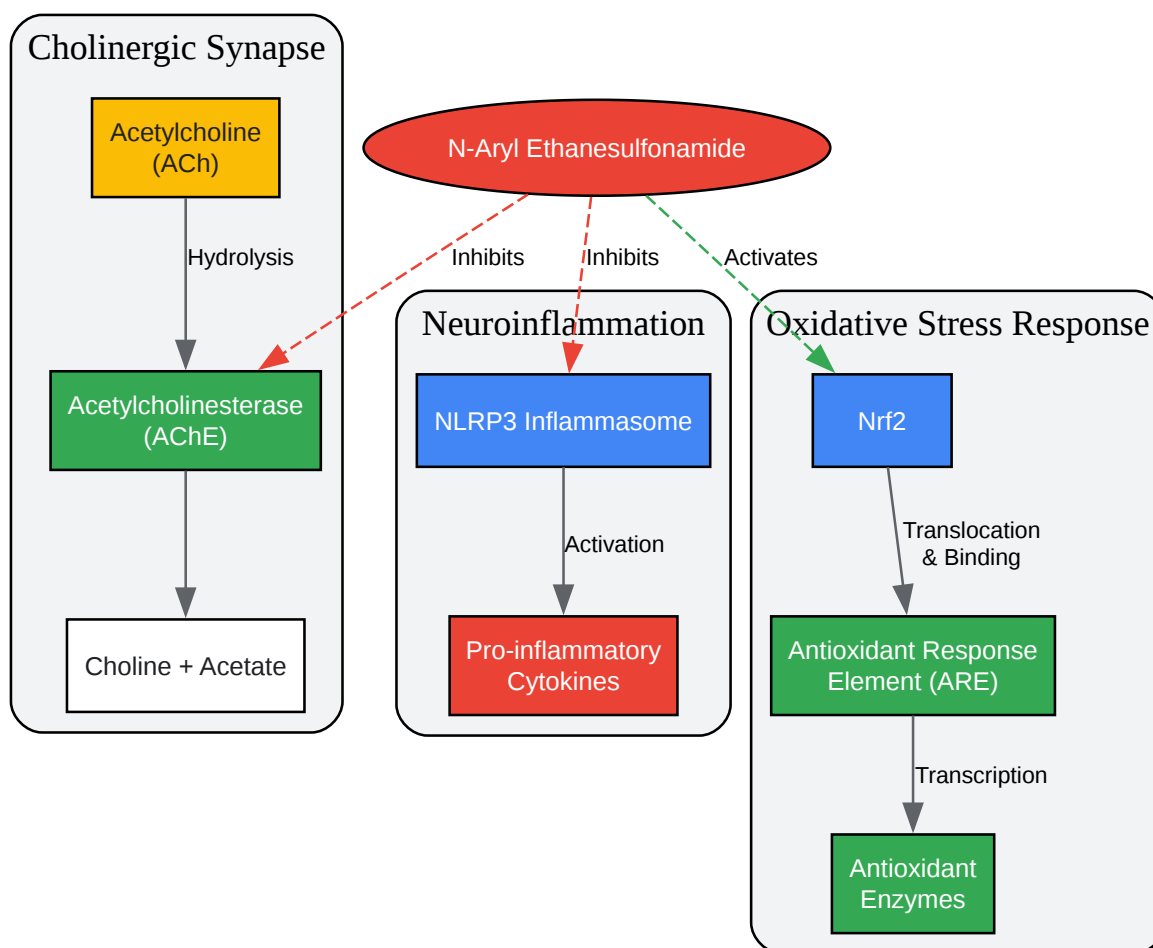 Cholinergic Synapse
Acetylcholine
(ACh)
N-Aryl Ethanesulfonamide
Hydrolysis
Inhibits
Inhibits
Activates
Neuroinflammation
Oxidative Stress Response
Acetylcholinesterase
(AChE)
NLRP3 Inflammasome
Nrf2
Activation
Translocation
& Binding
Choline + Acetate
Pro-inflammatory
Cytokines
Antioxidant Response
Element (ARE)
Transcription
Antioxidant
Enzymes